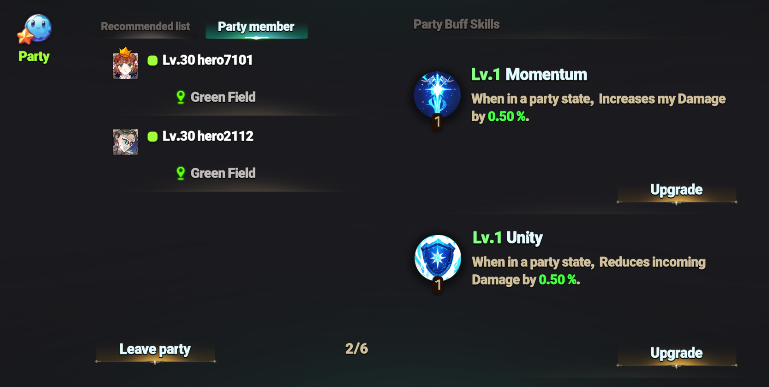 Party
Recommended list
Party member
Lv.30 hero7101
Green Field
Lv.30 hero2112
Green Field
Leave party
2/6
Party Buff Skills
1
Lv.1 Momentum
When in a party state, Increases my Damage
by 0.50 %.
Upgrade
1
Lv.1 Unity
When in a party state, Reduces incoming
Damage by 0.50 %.
Upgrade